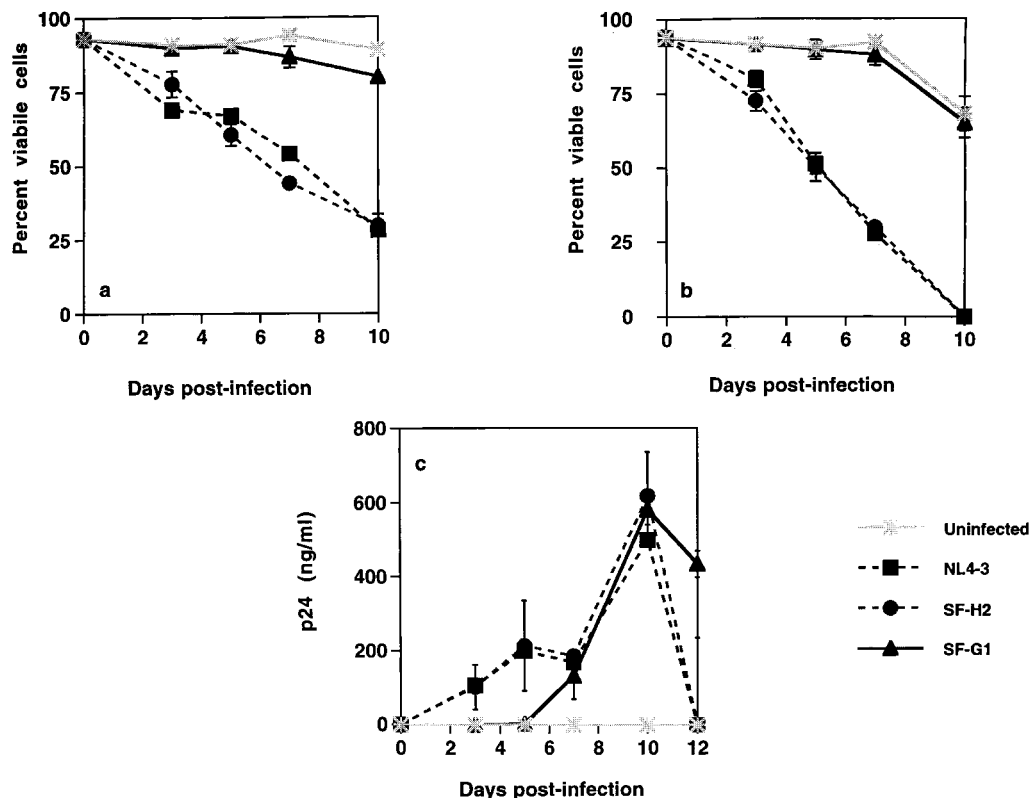 100
75
50
25
0
Percent viabile cells
a
0 2 4 6 8 10
Days post-infection
100
75
50
25
0
Percent viable cells
b
0 2 4 6 8 10
Days post-infection
800
600
400
200
0
p24 (ng/ml)
c
0 2 4 6 8 10 12
Days post-infection
Uninfected
NL4-3
SF-H2
SF-G1